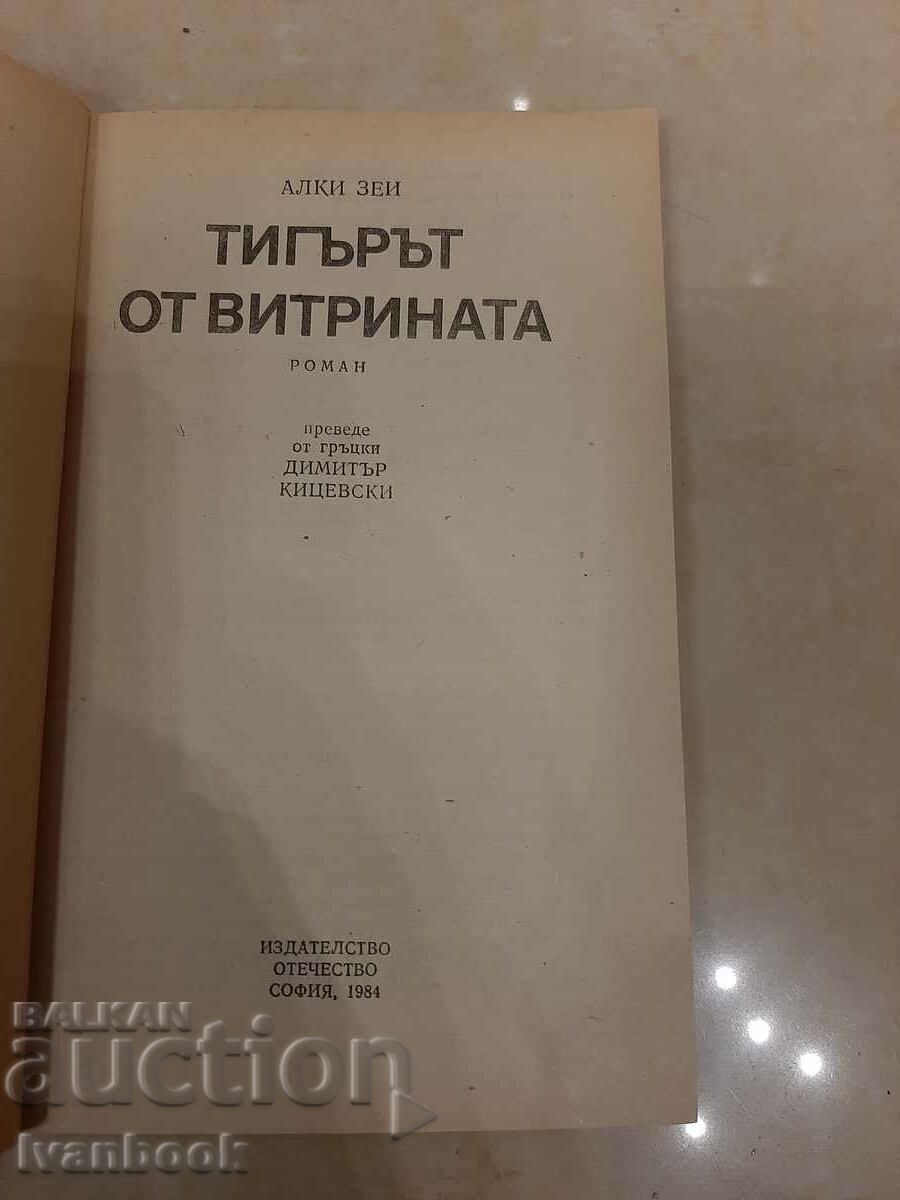 АЛКИ ЗЕИ
ТИГЪРЪТ
ОТ ВИТРИНАТА
РОМАН
преведе
от гръцки
ДИМИТЪР
КИЦЕВСКИ
ИЗДАТЕЛСТВО
ОТЕЧЕСТВО
СОФИЯ, 1984
BALKAN
auction
Ivanbook